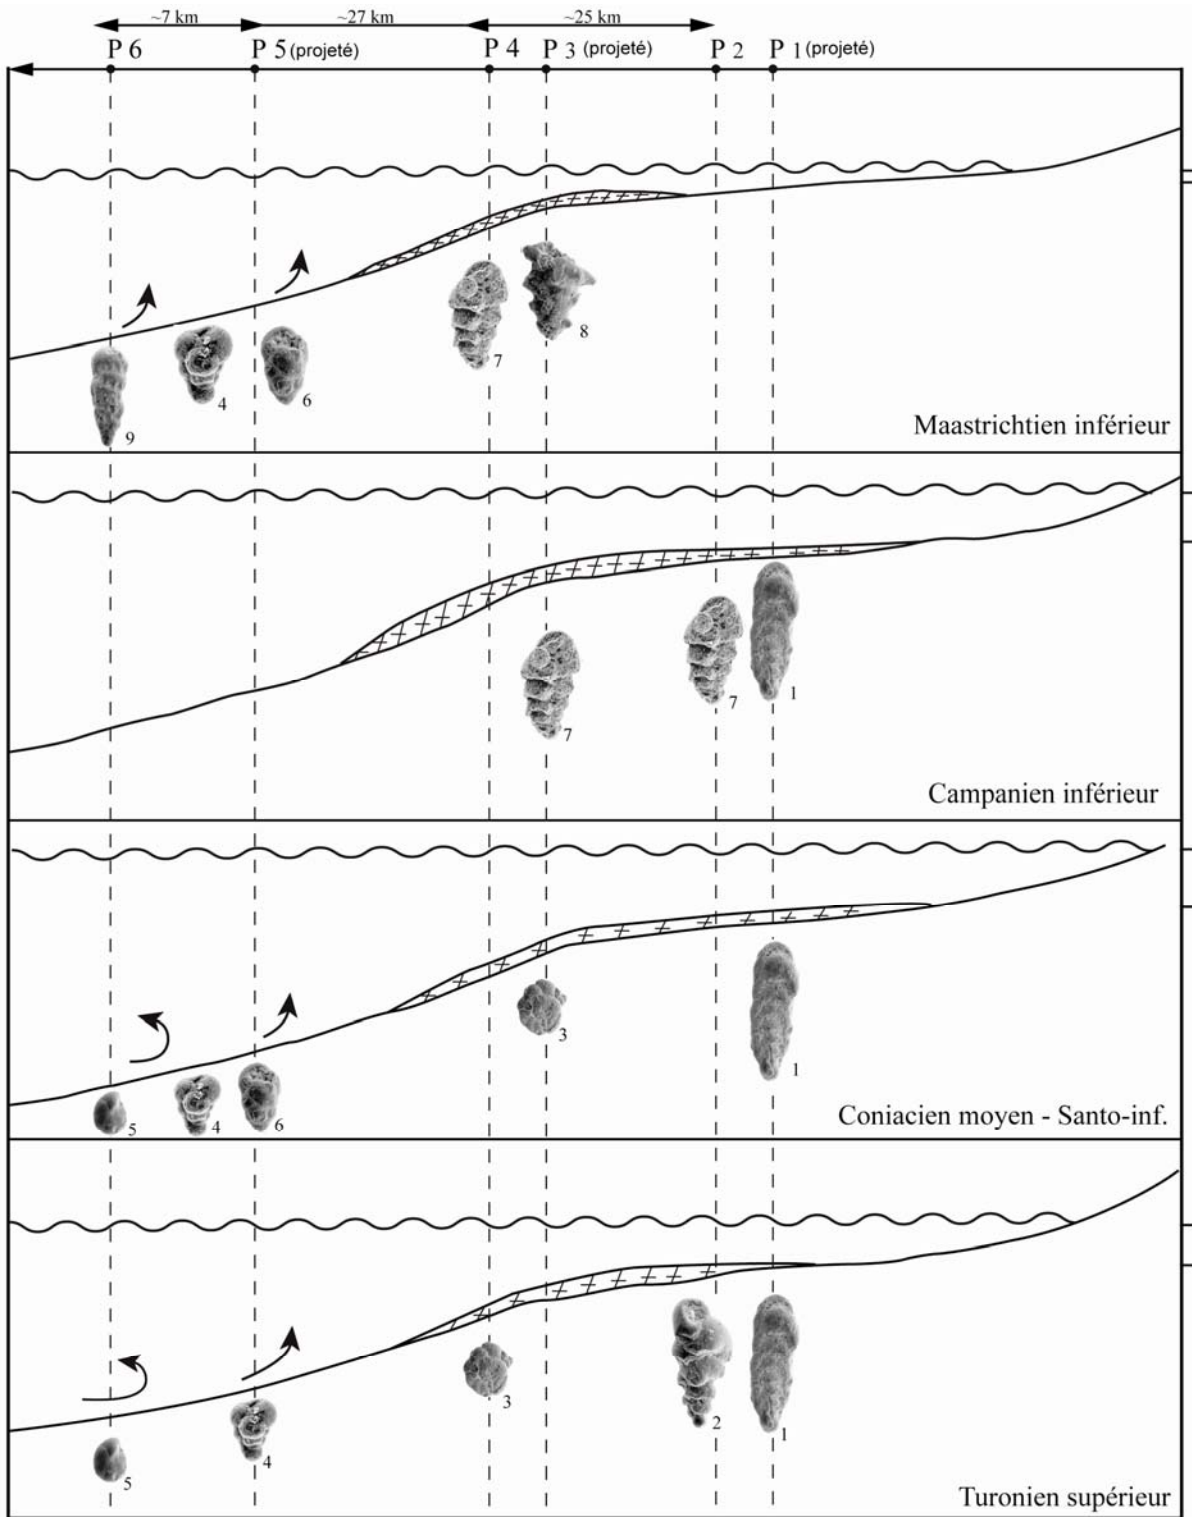 ~7 km ~27 km ~25 km
P 6 P 5 (projeté) P 4 P 3 (projeté) P 2 P 1 (projeté)
8
7
4 6
9
Maastrichtien inférieur
1
7
7
Campanien inférieur
3
1
5 4 6
Coniacien moyen - Santo-inf.
3
2 1
4
5
Turonien supérieur